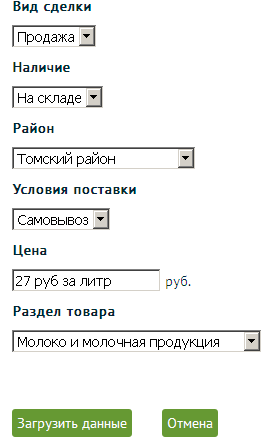 Вид сделки
Продажа
Наличие
На складе
Район
Томский район
Условия поставки
Самовывоз
Цена
27 руб за литр руб.
Раздел товара
Молоко и молочная продукция
Загрузить данные Отмена